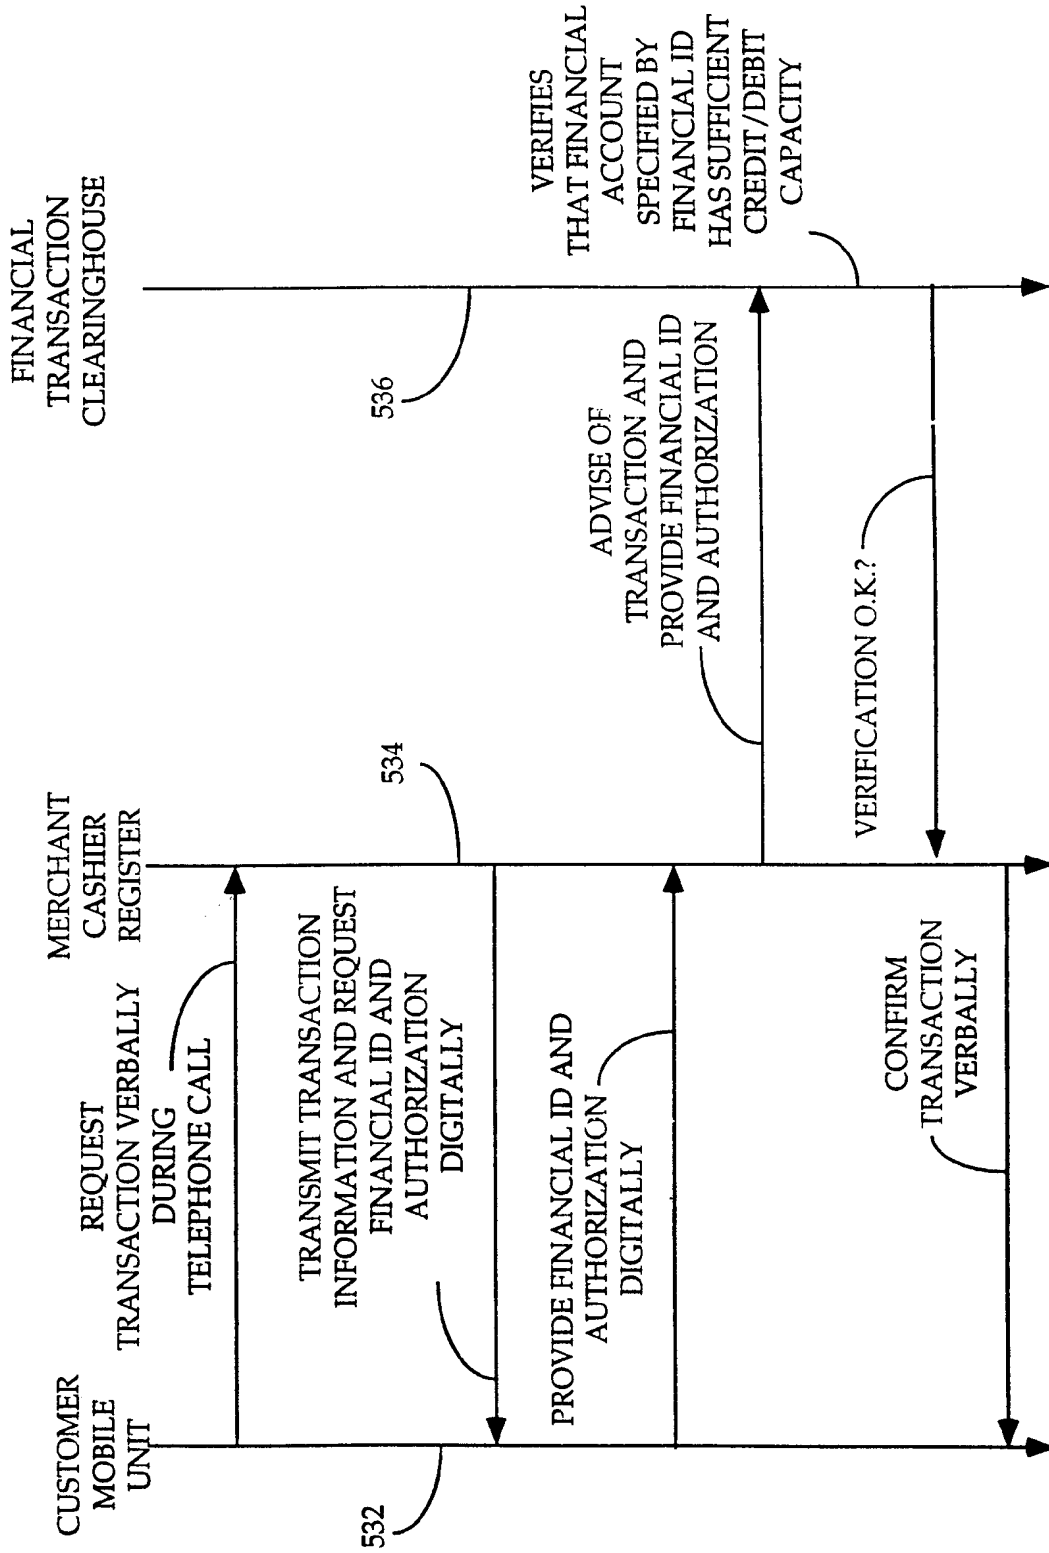 CUSTOMER
MOBILE
UNIT
REQUEST
TRANSACTION VERBALLY
DURING
TELEPHONE CALL
MERCHANT
CASHIER
REGISTER
FINANCIAL
TRANSACTION
CLEARINGHOUSE
532
534
536
TRANSMIT TRANSACTION
INFORMATION AND REQUEST
FINANCIAL ID AND
AUTHORIZATION
DIGITALLY
PROVIDE FINANCIAL ID AND
AUTHORIZATION
DIGITALLY
ADVISE OF
TRANSACTION AND
PROVIDE FINANCIAL ID
AND AUTHORIZATION
VERIFIES
THAT FINANCIAL
ACCOUNT
SPECIFIED BY
FINANCIAL ID
HAS SUFFICIENT
CREDIT/DEBIT
CAPACITY
VERIFICATION O.K.?
CONFIRM
TRANSACTION
VERBALLY